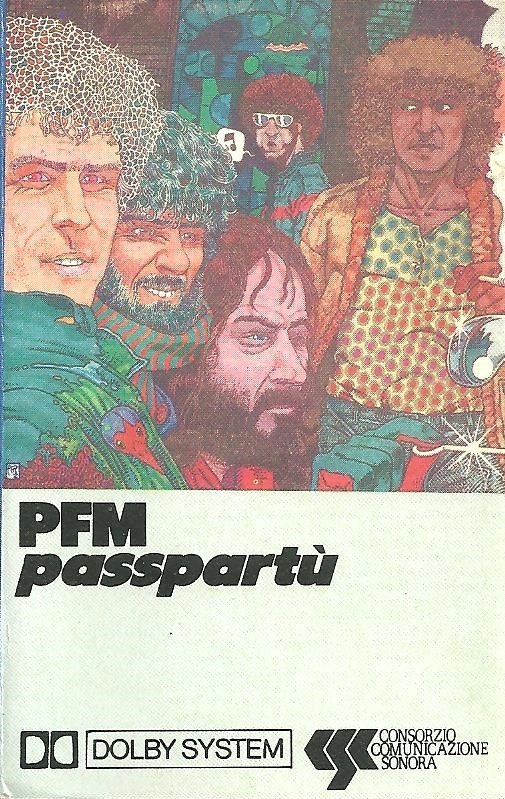 PFM
passpartù
DOLBY SYSTEM
CONSORZIO
COMUNICAZIONE
SONORA